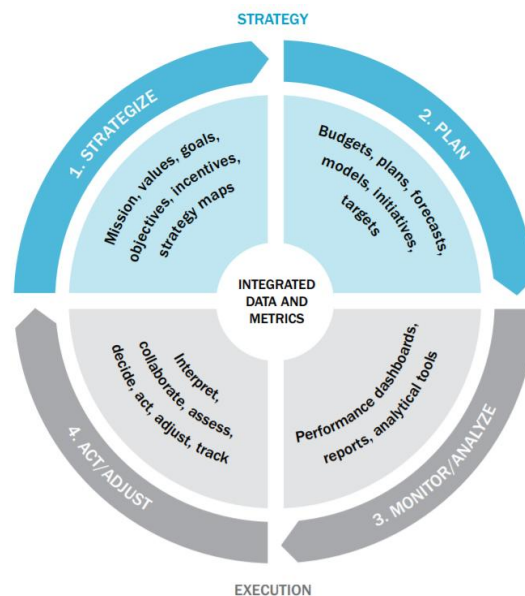 STRATEGY
1. STRATEGIZE
Mission, values, goals,
objectives, incentives,
strategy maps
2. PLAN
Budgets, plans, forecasts,
models, initiatives,
targets
INTEGRATED
DATA AND
METRICS
Performance dashboards,
reports, analytical tools
3. MONITOR/ANALYZE
Interpret,
collaborate, assess,
decide, act, adjust, track
4. ACT/ADJUST
EXECUTION